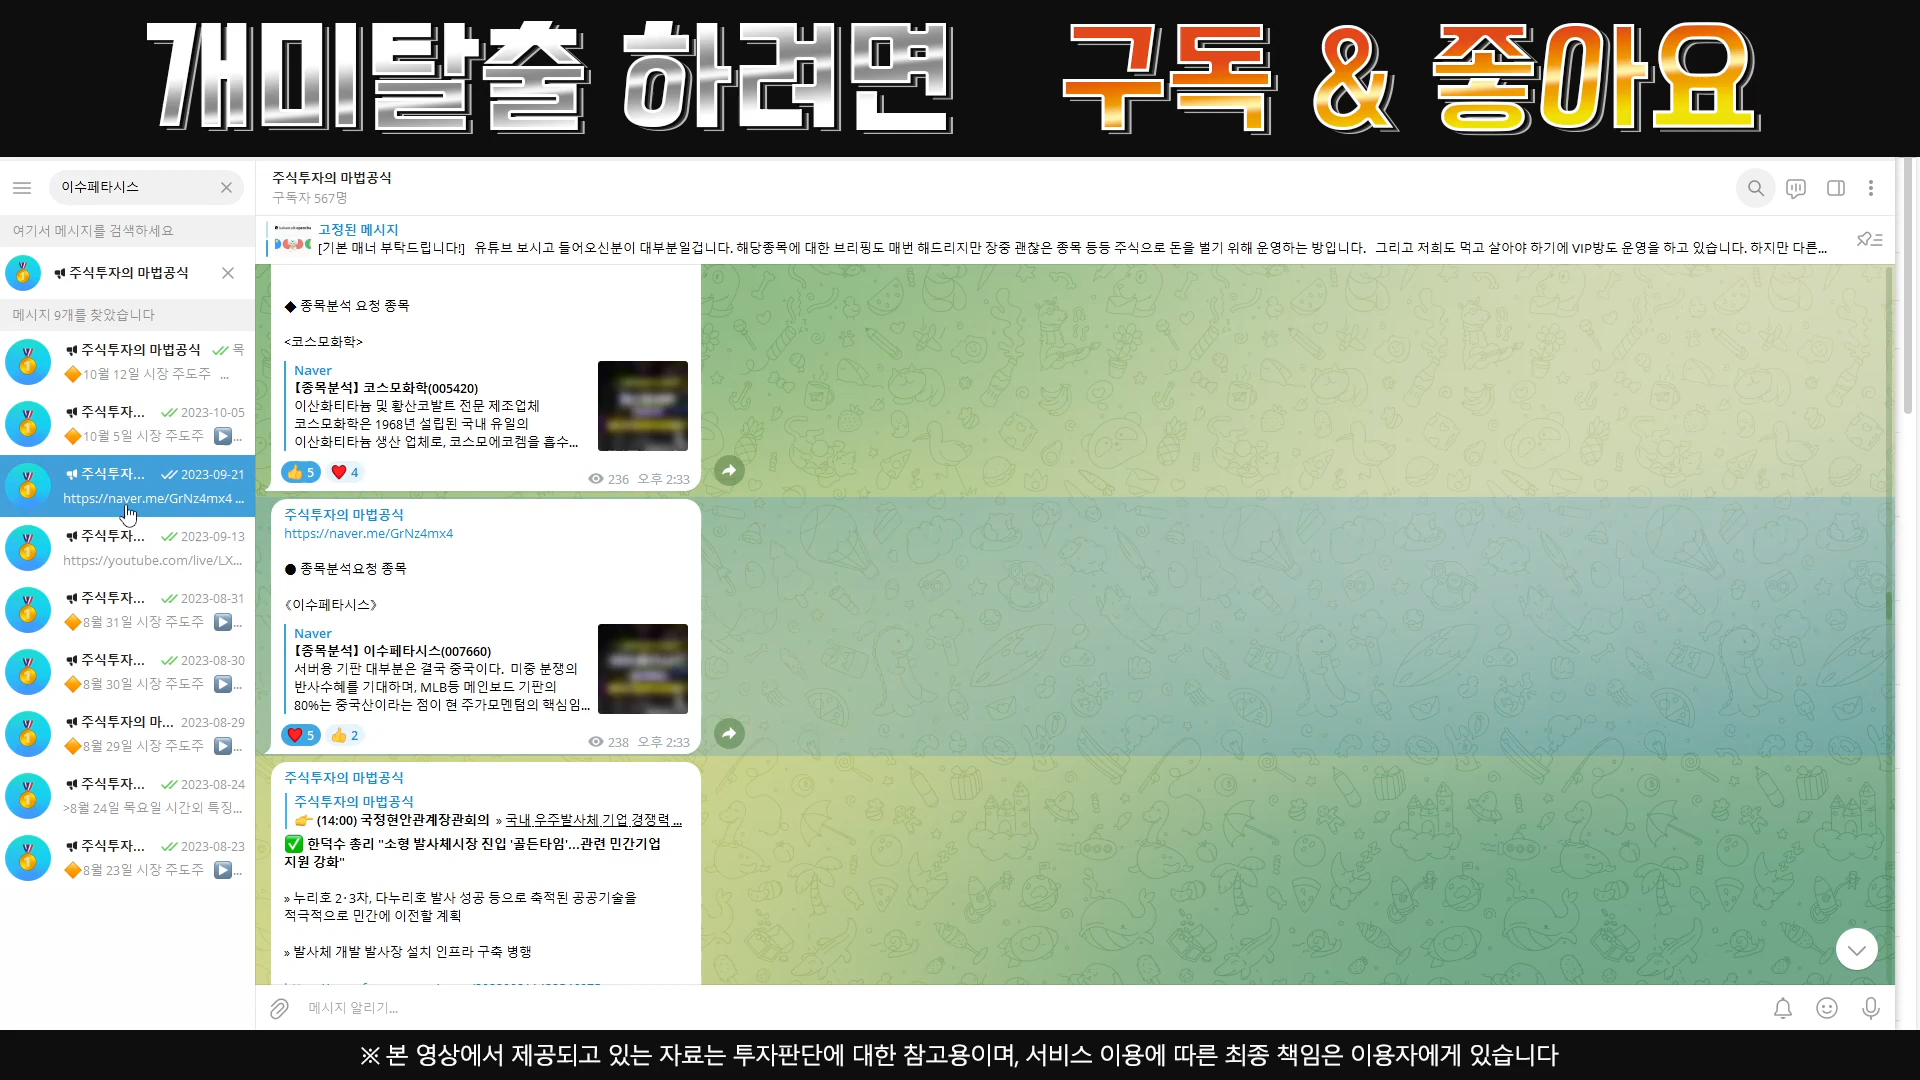 개미탈출 하려면 구독 & 좋아요
이수페타시스
여기서 메시지를 검색하세요
주식투자의 마법공식
메시지 9개를 찾았습니다
주식투자의 마법공식 목
10월 12일 시장 주도주 ...
주식투자... 2023-10-05
10월 5일 시장 주도주 ...
주식투자... 2023-09-21
https://naver.me/GrNz4mx4 ...
주식투자... 2023-09-13
https://youtube.com/live/LX...
주식투자... 2023-08-31
8월 31일 시장 주도주 ...
주식투자... 2023-08-30
8월 30일 시장 주도주 ...
주식투자의 마... 2023-08-29
8월 29일 시장 주도주 ...
주식투자... 2023-08-24
>8월 24일 목요일 시간외 특징...
주식투자... 2023-08-23
8월 23일 시장 주도주 ...
주식투자의 마법공식
구독자 567명
고정된 메시지
[기본 매너 부탁드립니다!] 유튜브 보시고 들어오신분이 대부분일겁니다. 해당종목에 대한 브리핑도 매번 해드리지만 장중 괜찮은 종목 등등 주식으로 돈을 벌기 위해 운영하는 방입니다. 그리고 저희도 먹고 살아야 하기에 VIP방도 운영을 하고 있습니다. 하지만 다른...
◆ 종목분석 요청 종목
<코스모화학>
Naver
【종목분석】 코스모화학(005420)
이산화티타늄 및 황산코발트 전문 제조업체
코스모화학은 1968년 설립된 국내 유일의
이산화티타늄 생산 업체로, 코스모에코켐을 흡수...
👍 5 ❤️ 4 236 오후 2:33
주식투자의 마법공식
https://naver.me/GrNz4mx4
● 종목분석요청 종목
《이수페타시스》
Naver
【종목분석】 이수페타시스(007660)
서버용 기판 대부분은 결국 중국이다. 미중 분쟁의
반사수혜를 기대하며, MLB등 메인보드 기판의
80%는 중국산이라는 점이 현 주가모멘텀의 핵심임...
❤️ 5 👍 2 238 오후 2:33
주식투자의 마법공식
주식투자의 마법공식
👉 (14:00) 국정현안관계장관회의 » 국내 우주발사체 기업 경쟁력 ...
✅ 한덕수 총리 "소형 발사체시장 진입 '골든타임'...관련 민간기업
지원 강화"
» 누리호 2·3차, 다누리호 발사 성공 등으로 축적된 공공기술을
적극적으로 민간에 이전할 계획
» 발사체 개발 발사장 설치 인프라 구축 병행
메시지 알리기...
※ 본 영상에서 제공되고 있는 자료는 투자판단에 대한 참고용이며, 서비스 이용에 따른 최종 책임은 이용자에게 있습니다